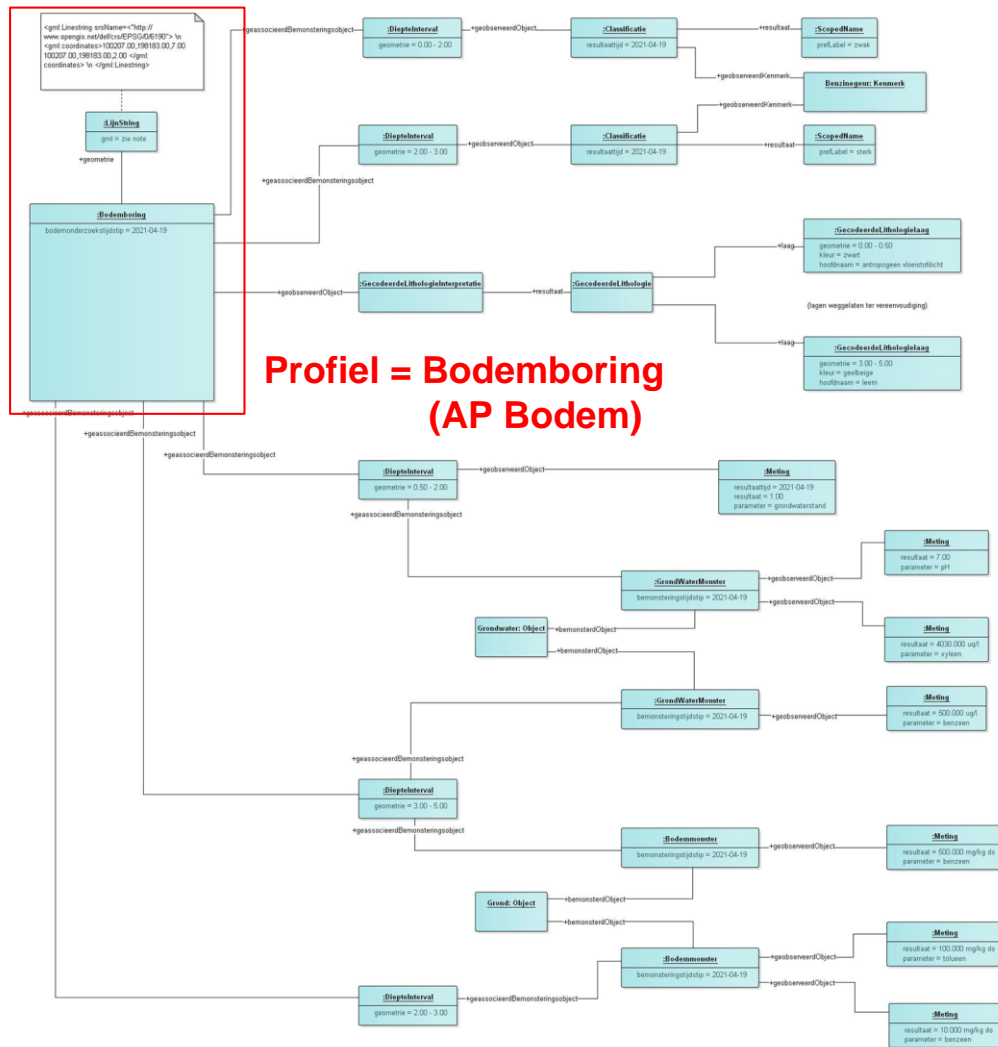 <gml:Linestring srsName=<"http://
www.opengis.net/def/crs/EPSG/0/6190"> \n
<gml:coordinates>100207.00,198183.00,7.00
100207.00,198183.00,2.00 </gml:
coordinates> \n </gml:Linestring>
:LijnString
gml = zie note
+geometrie
:Bodemboring
bodemonderzoekstijdstip = 2021-04-19
+geassocieerdBemonsteringsobject
:DiepteInterval
geometrie = 0.00 - 2.00
+geobserveerdObject
:Classificatie
resultaattijd = 2021-04-19
+resultaat
:ScopedName
prefLabel = zwak
+geobserveerdKenmerk
Benzinegeur: Kenmerk
+geobserveerdKenmerk
:DiepteInterval
geometrie = 2.00 - 3.00
+geobserveerdObject
:Classificatie
resultaattijd = 2021-04-19
+resultaat
:ScopedName
prefLabel = sterk
+geassocieerdBemonsteringsobject
+geobserveerdObject
:GecodeerdeLithologieInterpretatie
+resultaat
:GecodeerdeLithologie
+laag
:GecodeerdeLithologielaag
geometrie = 0.00 - 0.50
kleur = zwart
hoofdnaam = antropogeen vloeistofdicht
(lagen weggelaten ter vereenvoudiging)
+laag
:GecodeerdeLithologielaag
geometrie = 3.00 - 5.00
kleur = geelbeige
hoofdnaam = leem
Profiel = Bodemboring
(AP Bodem)
+geassocieerdBemonsteringsobject
+geassocieerdBemonsteringsobject
+geassocieerdBemonsteringsobject
:DiepteInterval
geometrie = 0.50 - 2.00
+geobserveerdObject
:Meting
resultaattijd = 2021-04-19
resultaat = 1.00
parameter = grondwaterstand
+geassocieerdBemonsteringsobject
:GrondWaterMonster
bemonsteringstijdstip = 2021-04-19
+geobserveerdObject
:Meting
resultaat = 7.00
parameter = pH
+geobserveerdObject
:Meting
resultaat = 4030.000 ug/l
parameter = xyleen
Grondwater: Object
+bemonsterdObject
+bemonsterdObject
:GrondWaterMonster
bemonsteringstijdstip = 2021-04-19
+geobserveerdObject
:Meting
resultaat = 500.000 ug/l
parameter = benzeen
+geassocieerdBemonsteringsobject
:DiepteInterval
geometrie = 3.00 - 5.00
+geassocieerdBemonsteringsobject
:Bodemmonster
bemonsteringstijdstip = 2021-04-19
+geobserveerdObject
:Meting
resultaat = 500.000 mg/kg ds
parameter = benzeen
Grond: Object
+bemonsterdObject
+bemonsterdObject
:Bodemmonster
bemonsteringstijdstip = 2021-04-19
+geobserveerdObject
:Meting
resultaat = 100.000 mg/kg ds
parameter = tolueen
+geobserveerdObject
:Meting
resultaat = 10.000 mg/kg ds
parameter = benzeen
:DiepteInterval
geometrie = 2.00 - 3.00
+geassocieerdBemonsteringsobject